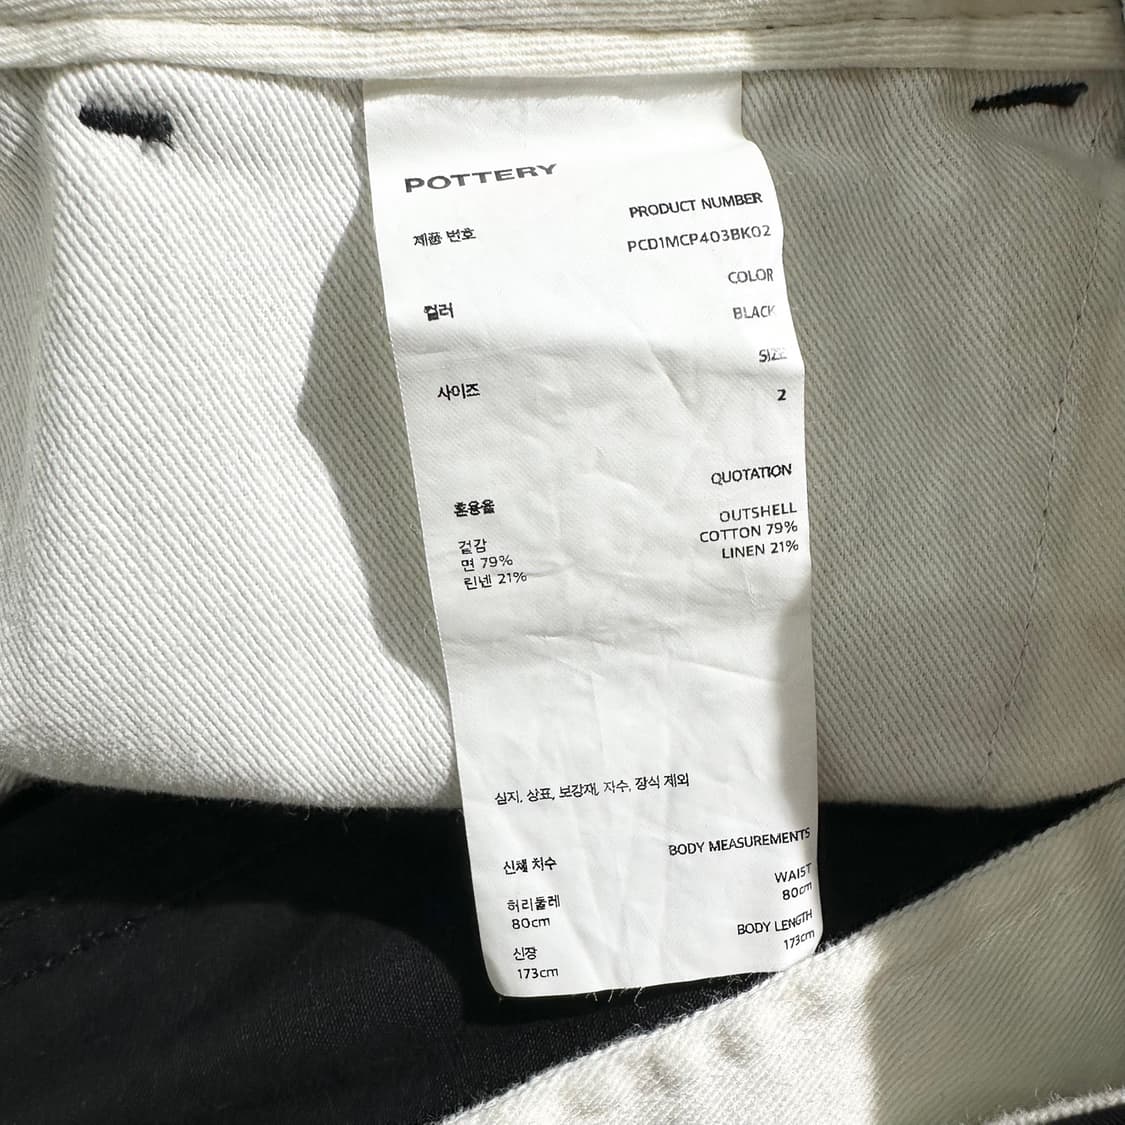 POTTERY
PRODUCT NUMBER
제품 번호
PCD1MCP403BK02
COLOR
컬러
BLACK
SIZE
사이즈
2
QUOTATION
혼용율
OUTSHELL
겉감
COTTON 79%
면 79%
LINEN 21%
린넨 21%
심지, 상표, 보강재, 자수, 장식 제외
BODY MEASUREMENTS
신체 치수
WAIST
허리둘레
80cm
80cm
BODY LENGTH
신장
173cm
173cm